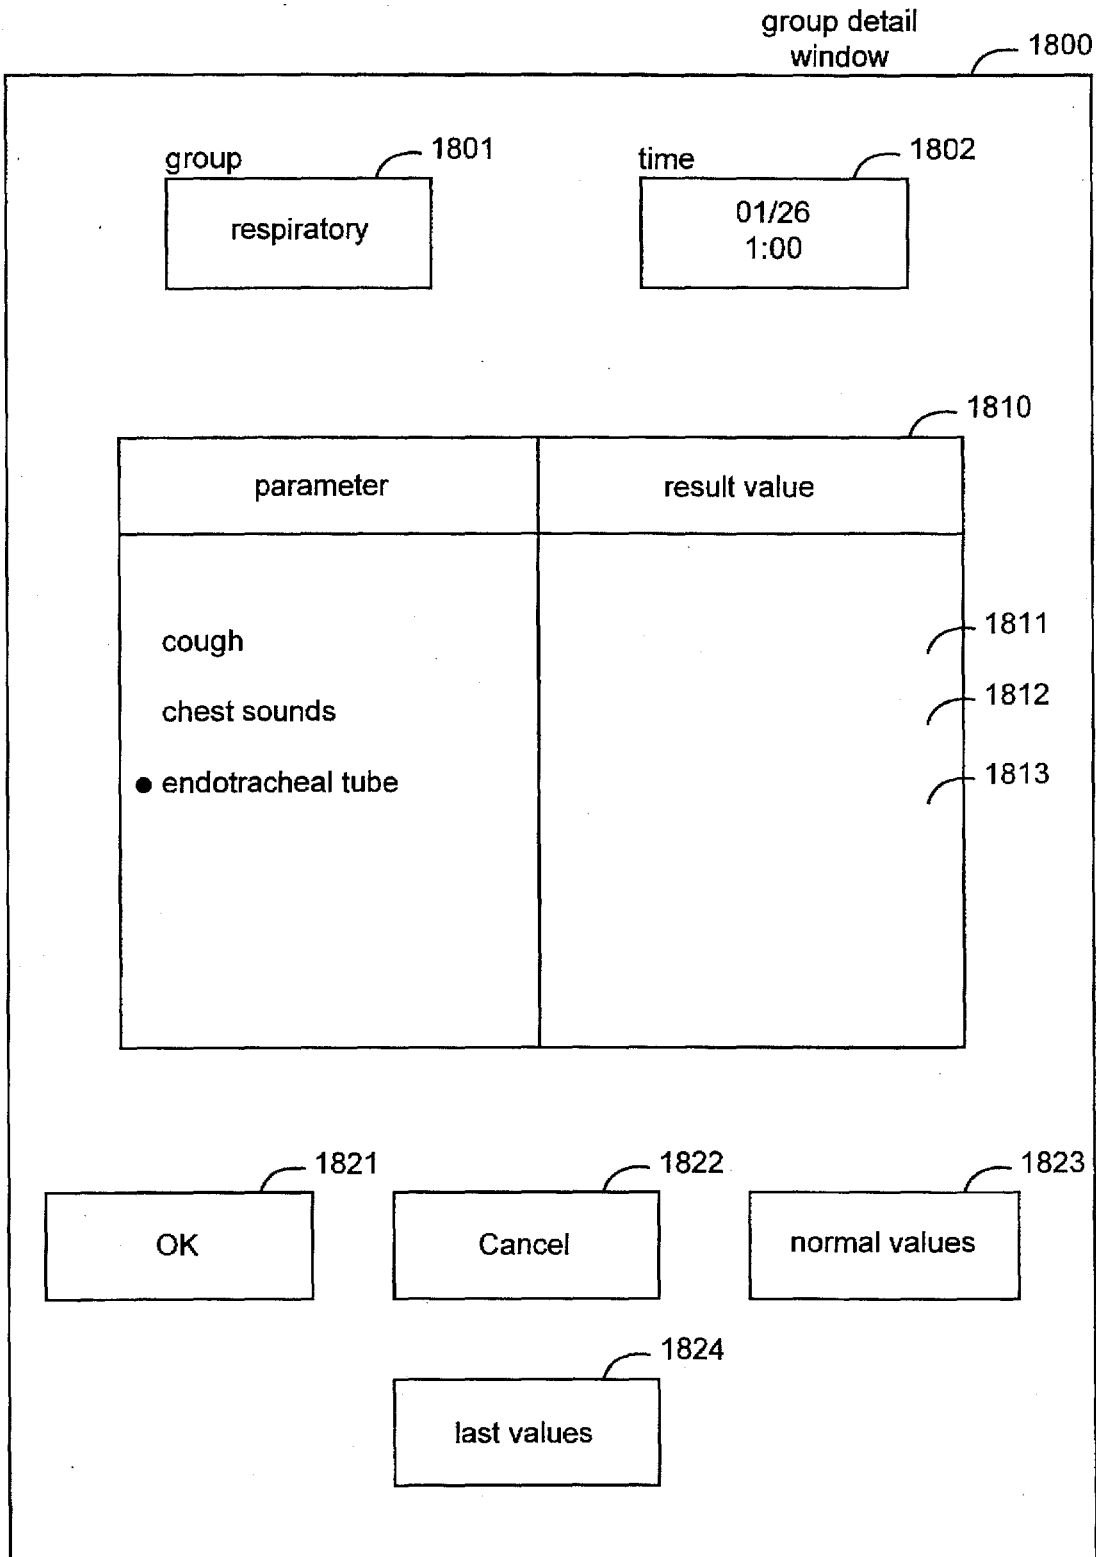 group detail
window
1800
group
1801
time
1802
respiratory
01/26
1:00
1810
parameter
result value
cough
1811
chest sounds
1812
● endotracheal tube
1813
1821
1822
1823
OK
Cancel
normal values
1824
last values